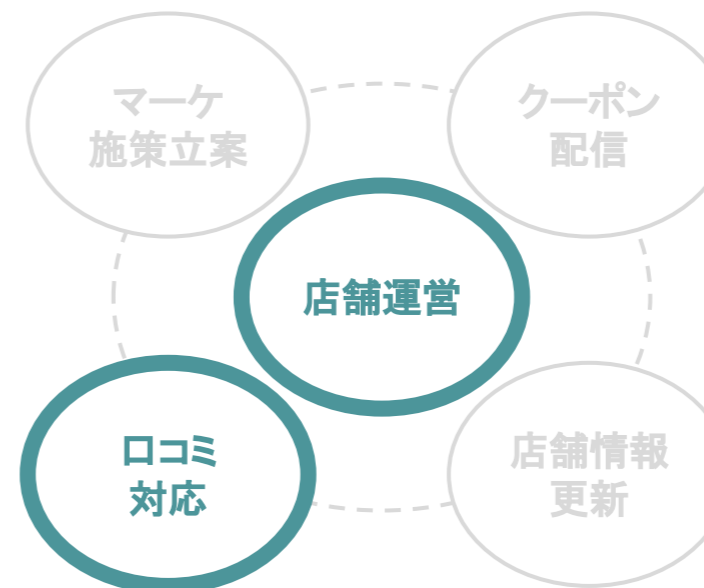 マーケ
施策立案
クーポン
配信
店舗運営
口コミ
対応
店舗情報
更新